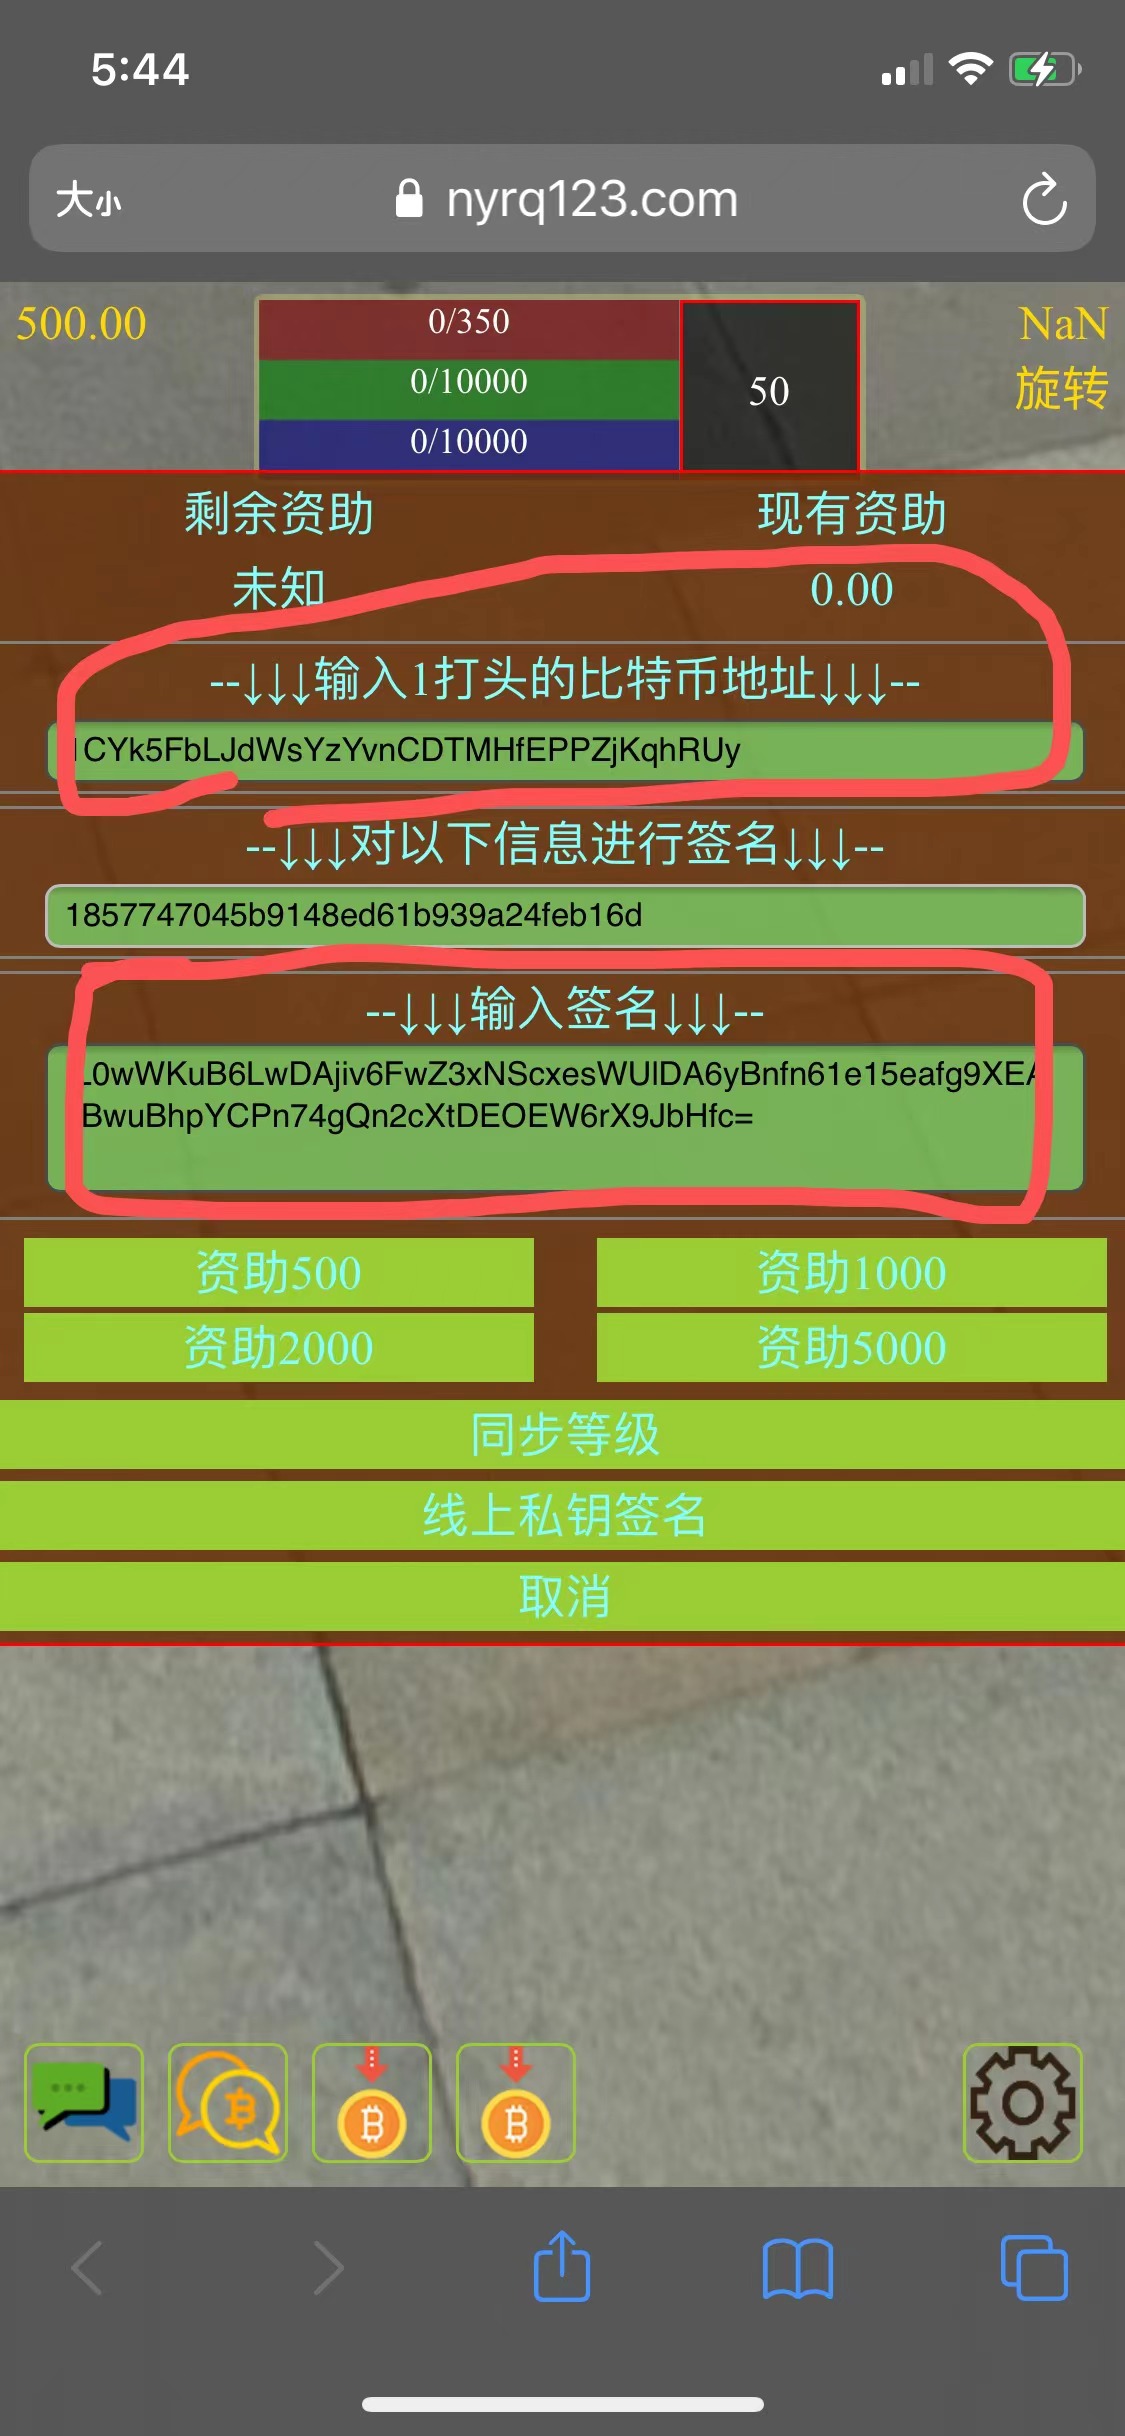 5:44
大小
nyrq123.com
500.00
0/350
0/10000
0/10000
50
NaN
旋转
剩余资助
现有资助
未知
0.00
--↓↓↓输入1打头的比特币地址↓↓↓--
1CYk5FbLJdWsYzYvnCDTMHfEPPZjKqhRUy
--↓↓↓对以下信息进行签名↓↓↓--
1857747045b9148ed61b939a24feb16d
--↓↓↓输入签名↓↓↓--
L0wWKuB6LwDAjiv6FwZ3xNScxesWUlDA6yBnfn61e15eafg9XEA
BwuBhpYCPn74gQn2cXtDEOEW6rX9JbHfc=
资助500
资助1000
资助2000
资助5000
同步等级
线上私钥签名
取消